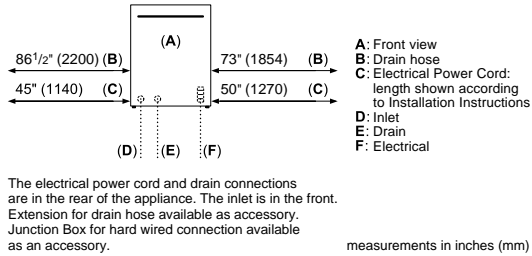 (A)
86 1/2" (2200) (B)
73" (1854) (B)
45" (1140) (C)
50" (1270) (C)
(D) (E) (F)
A: Front view
B: Drain hose
C: Electrical Power Cord:
length shown according
to Installation Instructions
D: Inlet
E: Drain
F: Electrical
The electrical power cord and drain connections
are in the rear of the appliance. The inlet is in the front.
Extension for drain hose available as accessory.
Junction Box for hard wired connection available
as an accessory.
measurements in inches (mm)